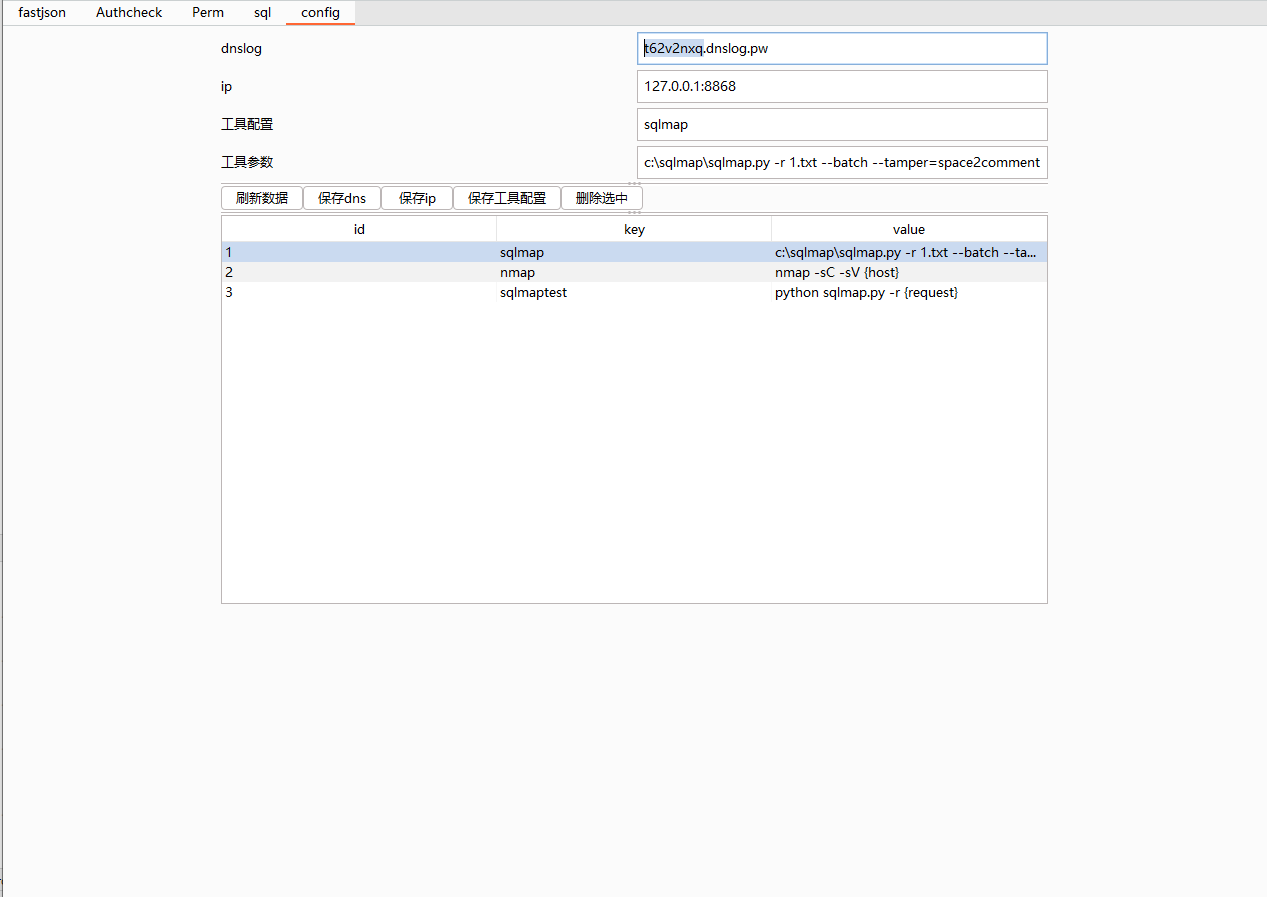 fastjson Authcheck Perm sql config
dnslog t62v2nxq.dnslog.pw
ip 127.0.0.1:8868
工具配置 sqlmap
工具参数 c:\sqlmap\sqlmap.py -r 1.txt --batch --tamper=space2comment
刷新数据 保存dns 保存ip 保存工具配置 删除选中
id key value
1 sqlmap c:\sqlmap\sqlmap.py -r 1.txt --batch --ta...
2 nmap nmap -sC -sV {host}
3 sqlmaptest python sqlmap.py -r {request}